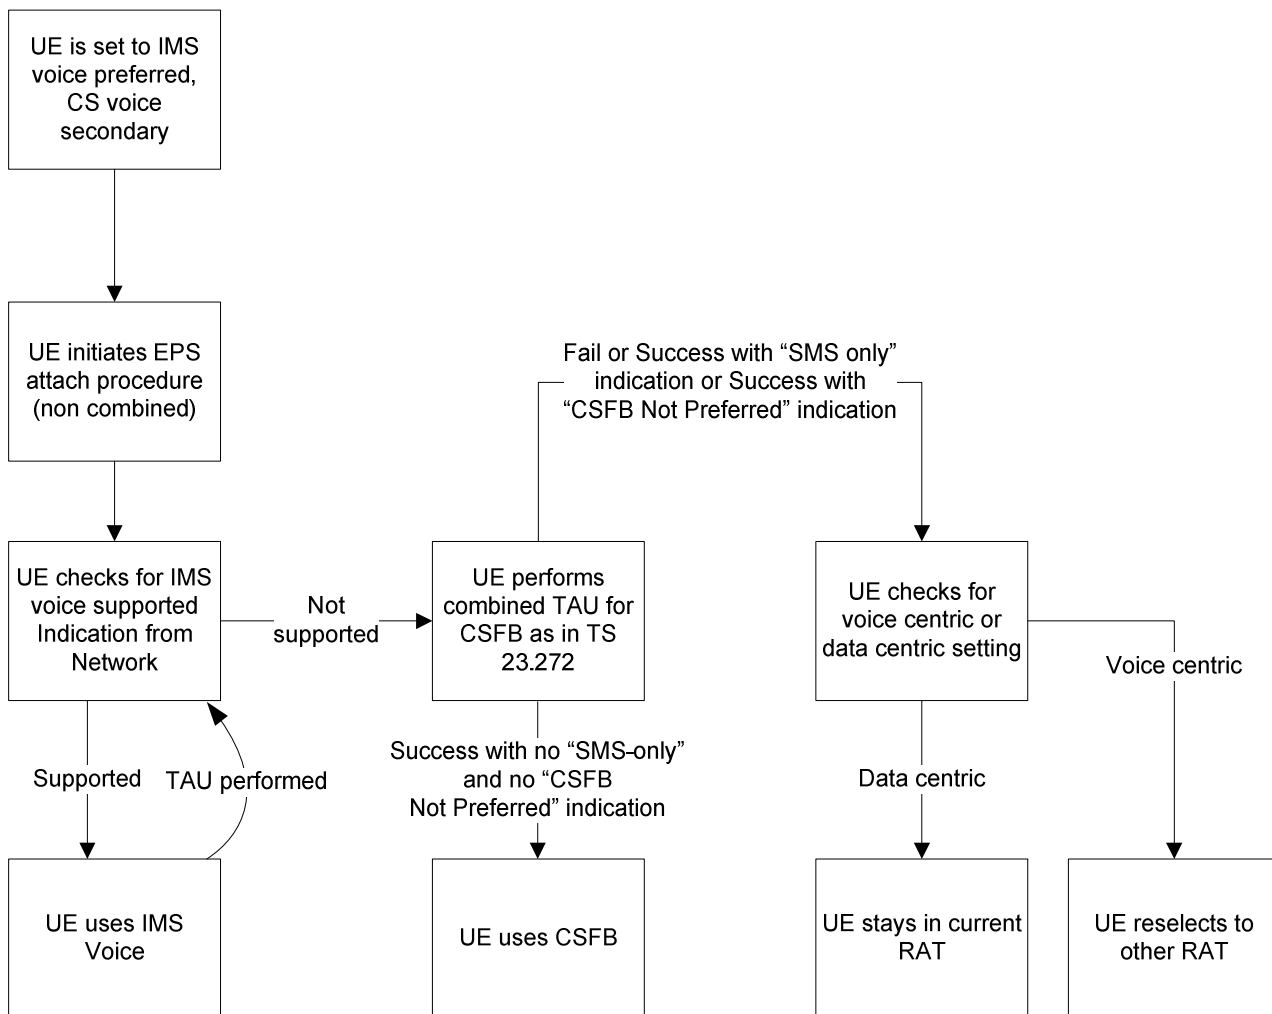 UE is set to IMS
voice preferred,
CS voice
secondary
UE initiates EPS
attach procedure
(non combined)
Fail or Success with “SMS only”
indication or Success with
“CSFB Not Preferred” indication
UE checks for IMS
voice supported
Indication from
Network
Not
supported
UE performs
combined TAU for
CSFB as in TS
23.272
UE checks for
voice centric or
data centric setting
Voice centric
Supported
TAU performed
Success with no “SMS-only”
and no “CSFB
Not Preferred” indication
Data centric
UE uses IMS
Voice
UE uses CSFB
UE stays in current
RAT
UE reselects to
other RAT